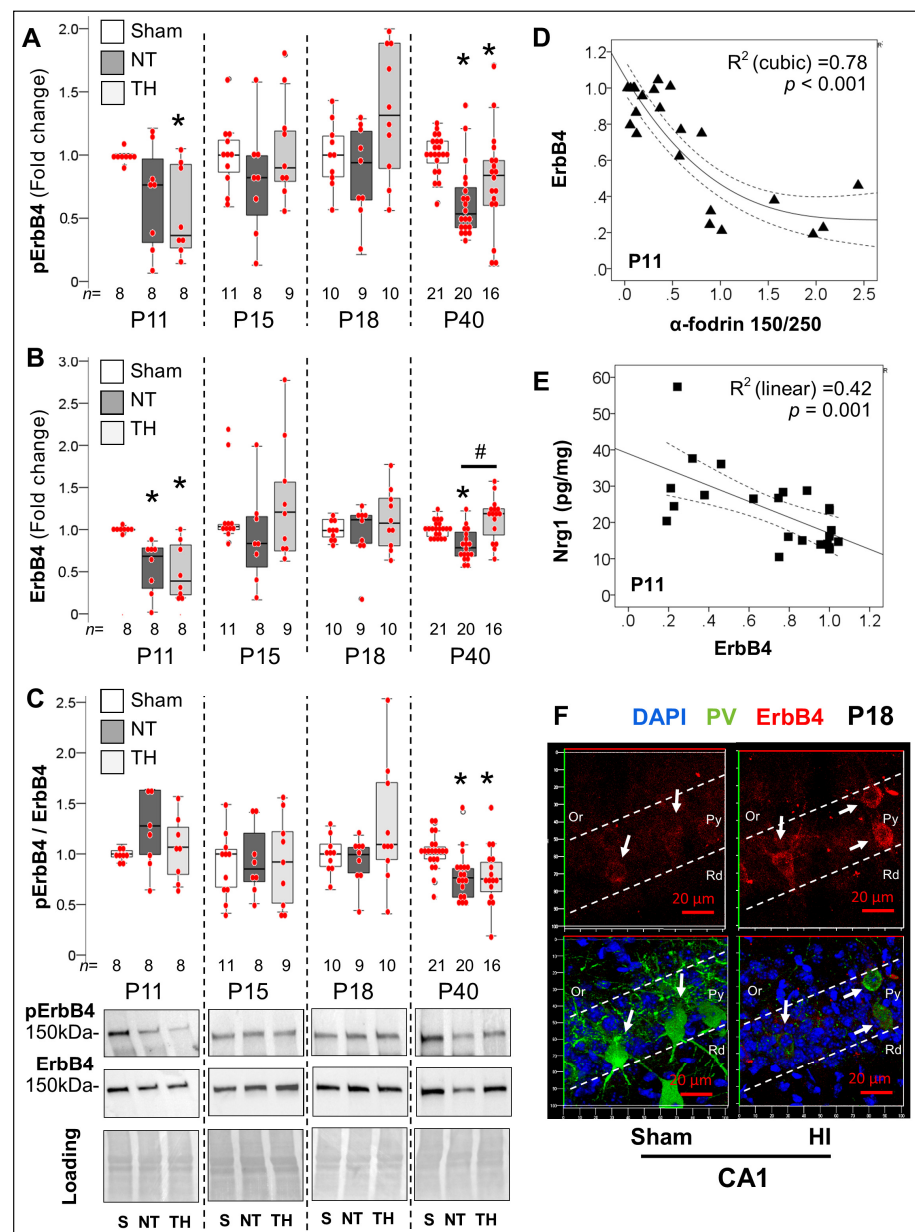 A
pErbB4 (Fold change)
2.0
1.5
1.0
0.5
0
Sham
NT
TH
*
*
*
n= 8 8 8 11 8 9 10 9 10 21 20 16
P11 P15 P18 P40
B
ErbB4 (Fold change)
3.0
2.5
2.0
1.5
1.0
0.5
0
Sham
NT
TH
* * * #
n= 8 8 8 11 8 9 10 9 10 21 20 16
P11 P15 P18 P40
C
pErbB4 / ErbB4
2.5
2.0
1.5
1.0
0.5
0
Sham
NT
TH
* *
n= 8 8 8 11 8 9 10 9 10 21 20 16
P11 P15 P18 P40
pErbB4
150kDa-
ErbB4
150kDa-
Loading
S NT TH S NT TH S NT TH S NT TH
D
R² (cubic) =0.78
p < 0.001
ErbB4
1.2
1.0
.8
.6
.4
.2
.0
P11
.0 .5 1.0 1.5 2.0 2.5
α-fodrin 150/250
E
R² (linear) =0.42
p = 0.001
Nrg1 (pg/mg)
60
50
40
30
20
10
0
P11
.0 .2 .4 .6 .8 1.0 1.2
ErbB4
F
DAPI PV ErbB4 P18
Or Py Rd 20 µm
Or Py Rd 20 µm
Or Py Rd 20 µm
Or Py Rd 20 µm
Sham HI
CA1